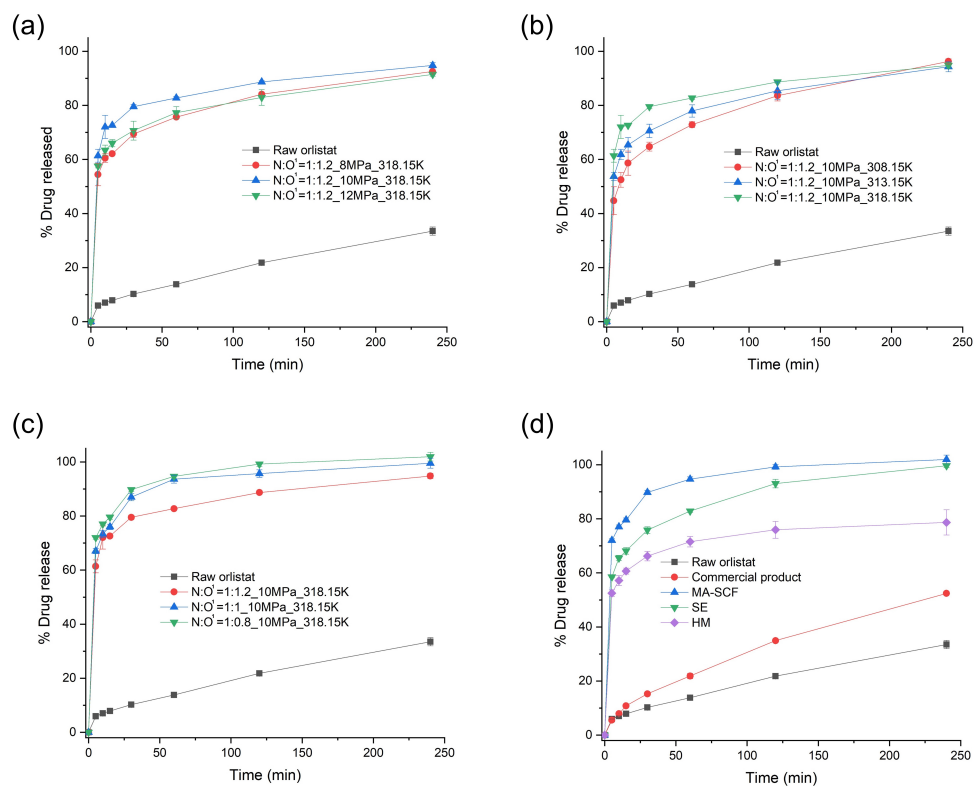 (a)
100
80
60
40
20
0
% Drug released
Raw orlistat
N:O¹=1:1.2_8MPa_318.15K
N:O¹=1:1.2_10MPa_318.15K
N:O¹=1:1.2_12MPa_318.15K
0 50 100 150 200 250
Time (min)
(b)
100
80
60
40
20
0
% Drug release
Raw orlistat
N:O¹=1:1.2_10MPa_308.15K
N:O¹=1:1.2_10MPa_313.15K
N:O¹=1:1.2_10MPa_318.15K
0 50 100 150 200 250
Time (min)
(c)
100
80
60
40
20
0
% Drug release
Raw orlistat
N:O¹=1:1.2_10MPa_318.15K
N:O¹=1:1_10MPa_318.15K
N:O¹=1:0.8_10MPa_318.15K
0 50 100 150 200 250
Time (min)
(d)
100
80
60
40
20
0
% Drug release
Raw orlistat
Commercial product
MA-SCF
SE
HM
0 50 100 150 200 250
Time (min)